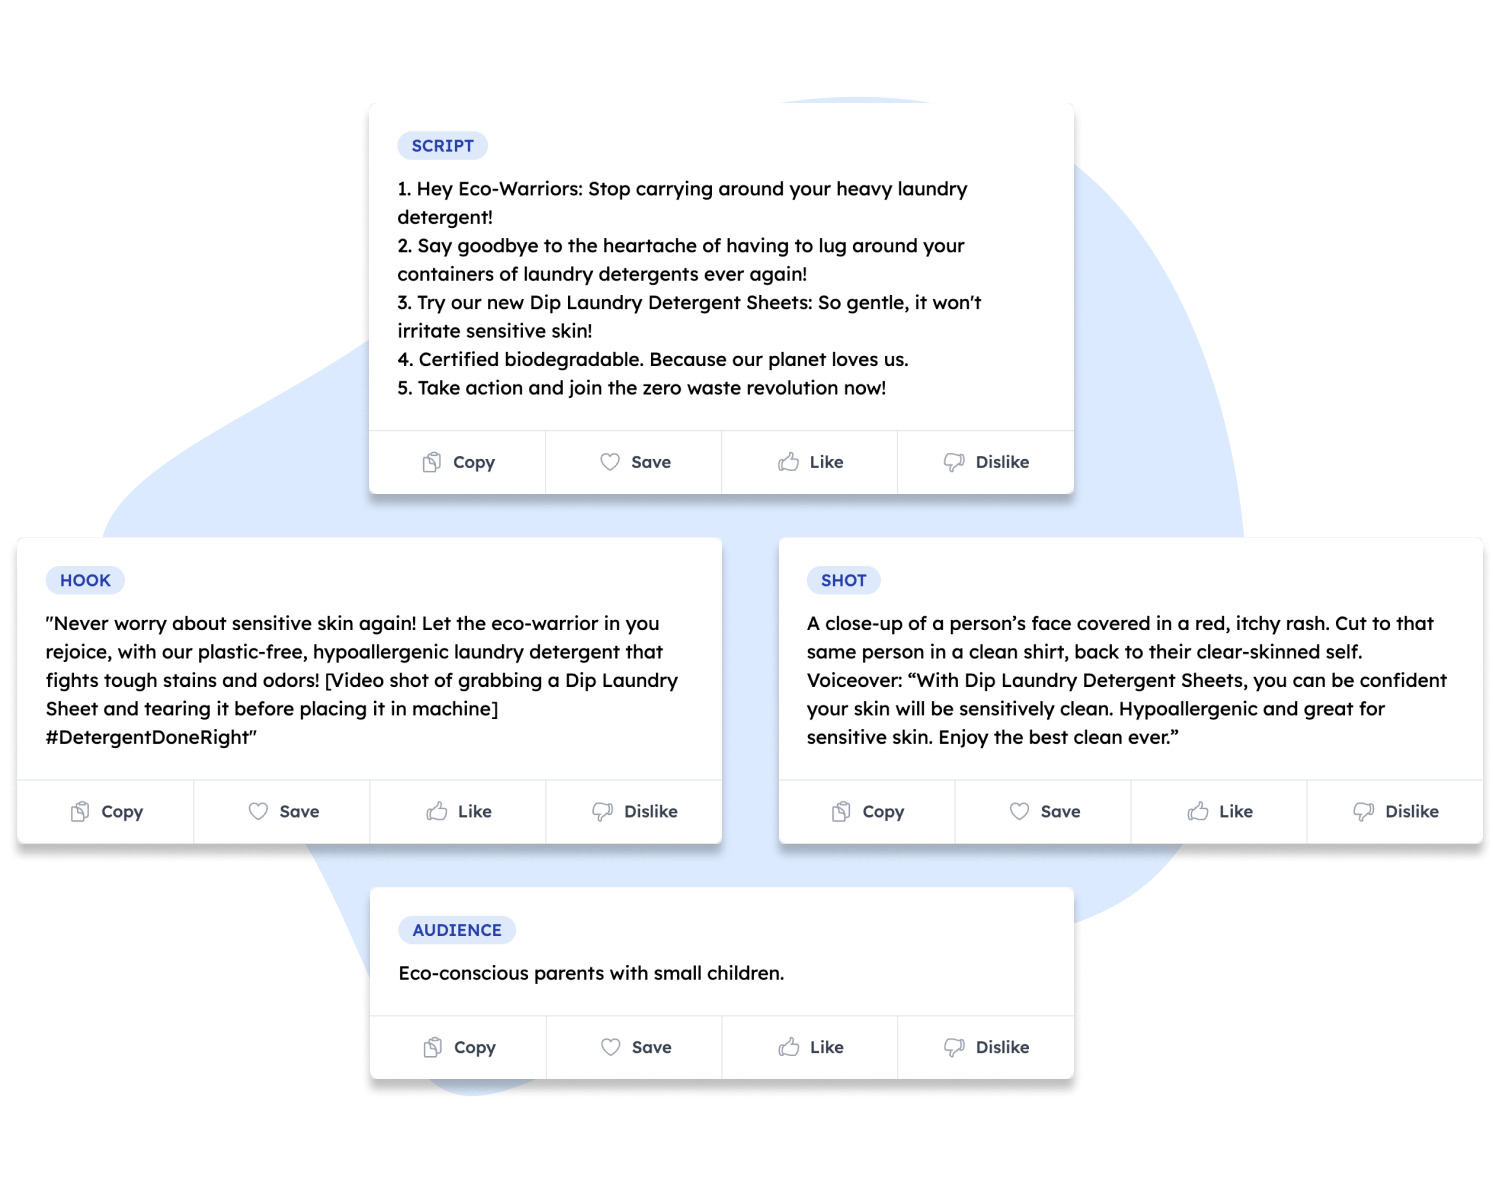 SCRIPT
1. Hey Eco-Warriors: Stop carrying around your heavy laundry
detergent!
2. Say goodbye to the heartache of having to lug around your
containers of laundry detergents ever again!
3. Try our new Dip Laundry Detergent Sheets: So gentle, it won't
irritate sensitive skin!
4. Certified biodegradable. Because our planet loves us.
5. Take action and join the zero waste revolution now!
Copy Save Like Dislike
HOOK
"Never worry about sensitive skin again! Let the eco-warrior in you
rejoice, with our plastic-free, hypoallergenic laundry detergent that
fights tough stains and odors! [Video shot of grabbing a Dip Laundry
Sheet and tearing it before placing it in machine]
#DetergentDoneRight"
Copy Save Like Dislike
SHOT
A close-up of a person’s face covered in a red, itchy rash. Cut to that
same person in a clean shirt, back to their clear-skinned self.
Voiceover: “With Dip Laundry Detergent Sheets, you can be confident
your skin will be sensitively clean. Hypoallergenic and great for
sensitive skin. Enjoy the best clean ever.”
Copy Save Like Dislike
AUDIENCE
Eco-conscious parents with small children.
Copy Save Like Dislike